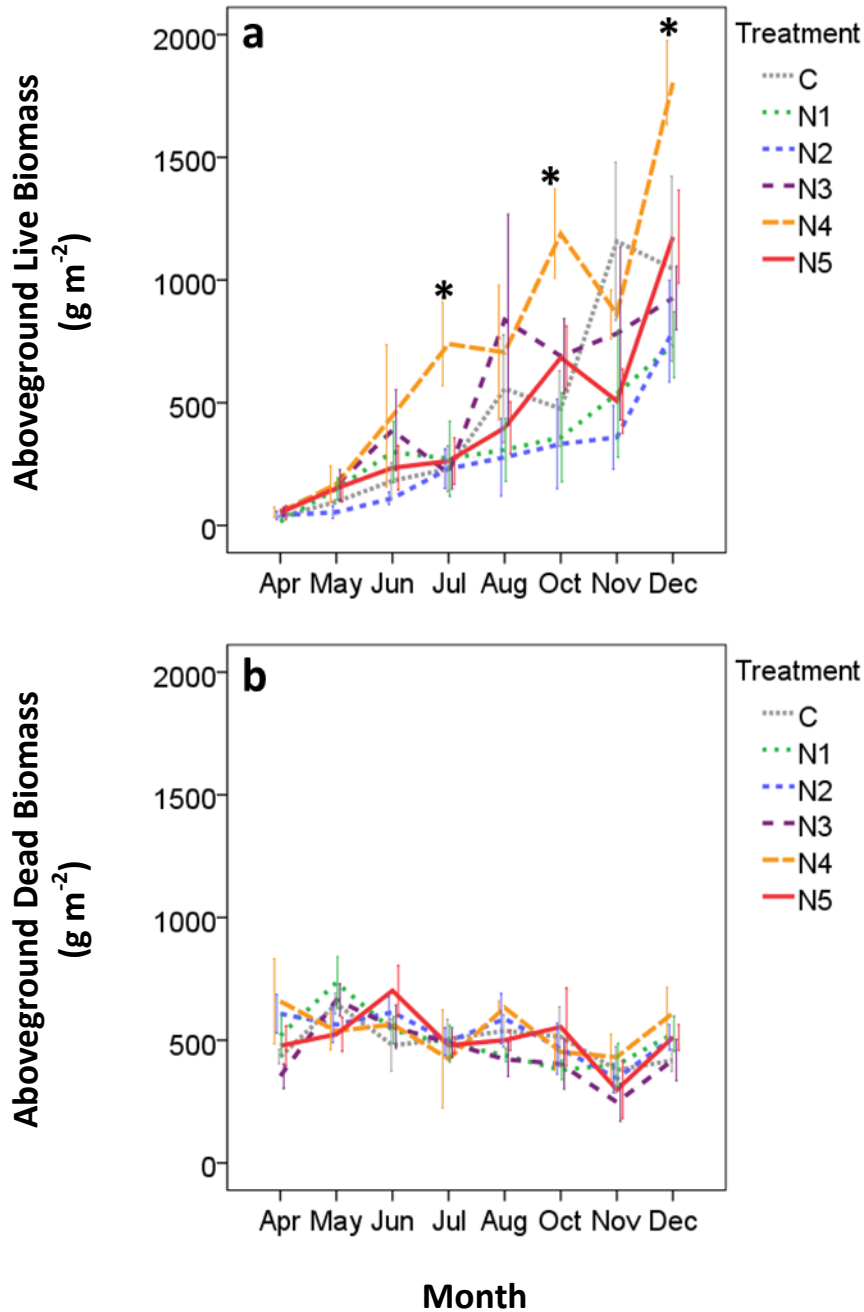 a
*
*
*
Aboveground Live Biomass
(g m-2)
2000
1500
1000
500
0
Apr May Jun Jul Aug Oct Nov Dec
Treatment
C
N1
N2
N3
N4
N5
b
Aboveground Dead Biomass
(g m-2)
2000
1500
1000
500
0
Apr May Jun Jul Aug Oct Nov Dec
Treatment
C
N1
N2
N3
N4
N5
Month